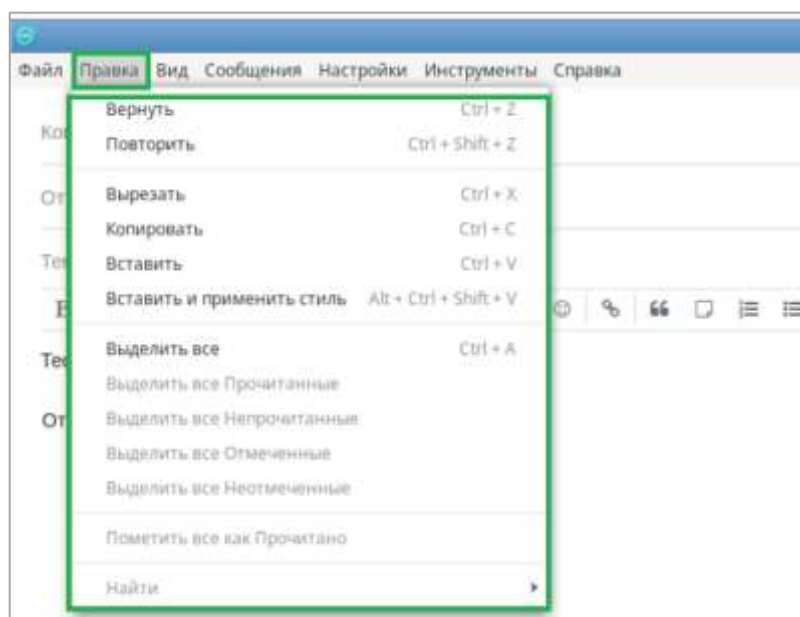 Файл Правка Вид Сообщения Настройки Инструменты Справка
Вернуть Ctrl + Z
Повторить Ctrl + Shift + Z
Вырезать Ctrl + X
Копировать Ctrl + C
Вставить Ctrl + V
Вставить и применить стиль Alt + Ctrl + Shift + V
Выделить все Ctrl + A
Выделить все Прочитанные
Выделить все Непрочитанные
Выделить все Отмеченные
Выделить все Неотмеченные
Пометить все как Прочитано
Найти